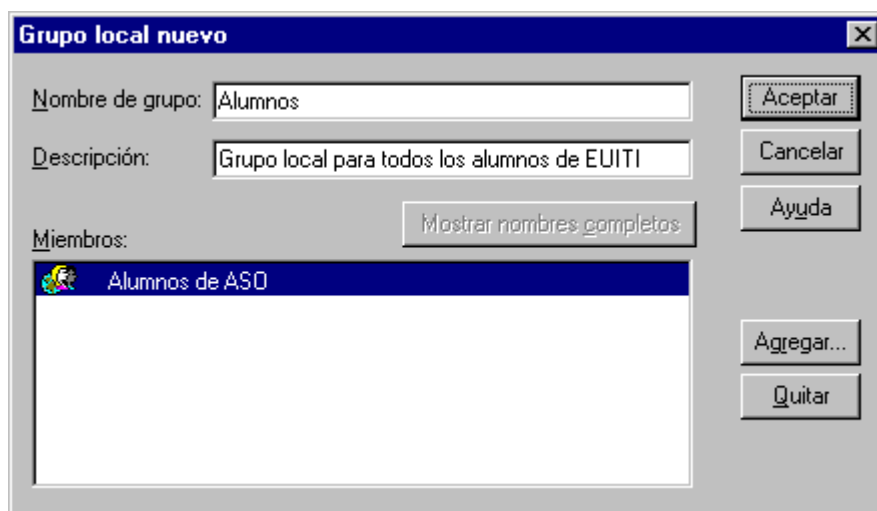 Grupo local nuevo
Nombre de grupo: Alumnos
Aceptar
Descripción: Grupo local para todos los alumnos de EUITI
Cancelar
Mostrar nombres completos
Ayuda
Miembros:
Alumnos de ASO
Agregar...
Quitar